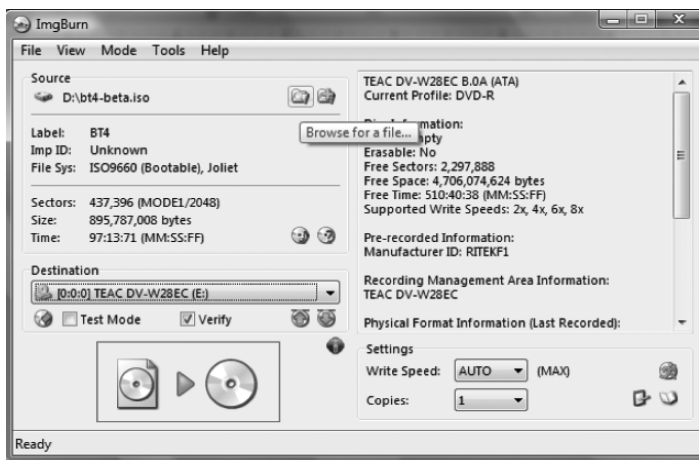 ImgBurn
File View Mode Tools Help
Source
D:\bt4-beta.iso
Browse for a file...
Label: BT4
Imp ID: Unknown
File Sys: ISO9660 (Bootable), Joliet
Sectors: 437,396 (MODE1/2048)
Size: 895,787,008 bytes
Time: 97:13:71 (MM:SS:FF)
Destination
[0:0:0] TEAC DV-W28EC (E:)
Test Mode Verify
TEAC DV-W28EC B.0A (ATA)
Current Profile: DVD-R
Information:
Erasable: No
Free Sectors: 2,297,888
Free Space: 4,706,074,624 bytes
Free Time: 510:40:38 (MM:SS:FF)
Supported Write Speeds: 2x, 4x, 6x, 8x
Pre-recorded Information:
Manufacturer ID: RITEKF1
Recording Management Area Information:
TEAC DV-W28EC
Physical Format Information (Last Recorded):
Settings
Write Speed: AUTO (MAX)
Copies: 1
Ready